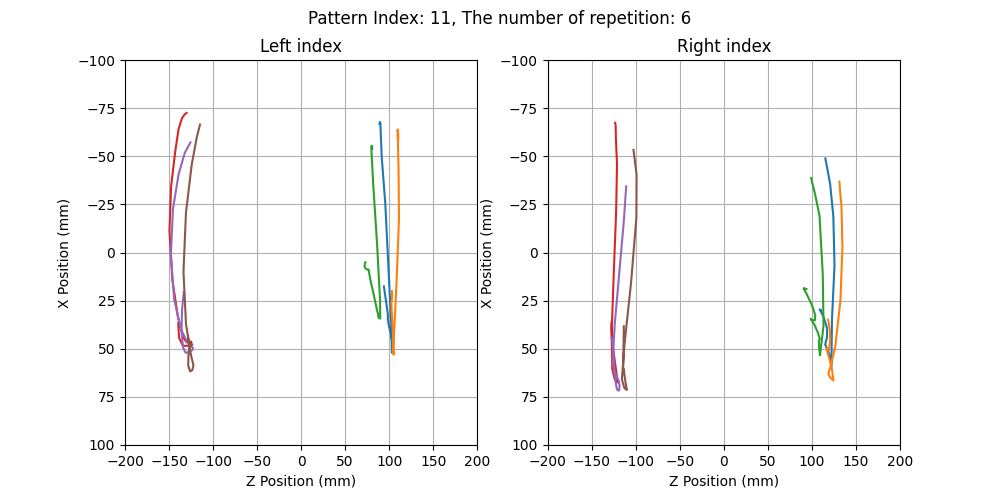 Pattern Index: 11, The number of repetition: 6
Left index
Right index
−100
−75
−50
−25
0
25
50
75
100
X Position (mm)
−200 −150 −100 −50 0 50 100 150 200
Z Position (mm)
−100
−75
−50
−25
0
25
50
75
100
X Position (mm)
−200 −150 −100 −50 0 50 100 150 200
Z Position (mm)